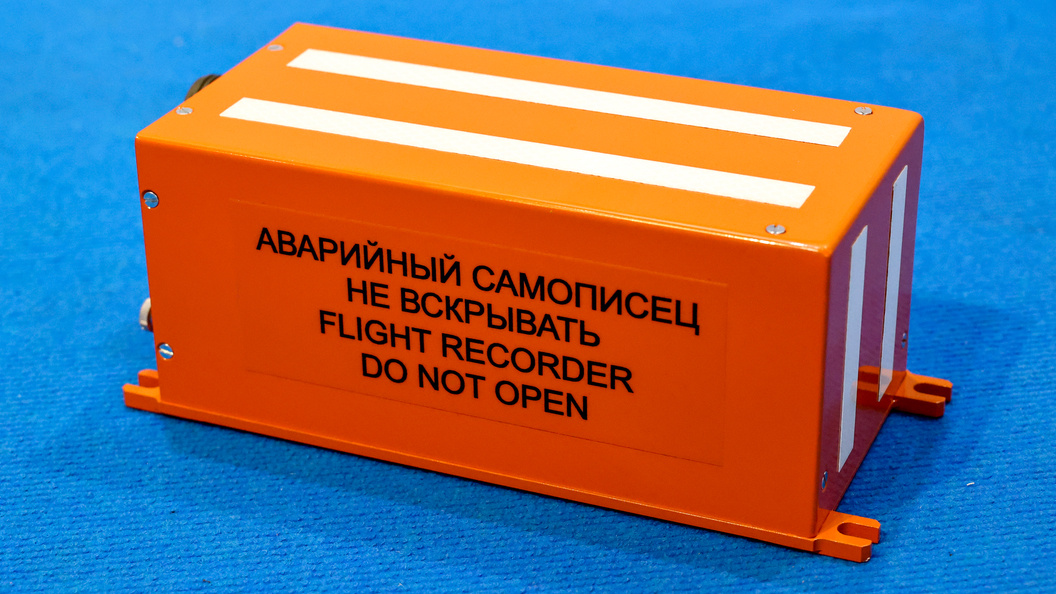 АВАРИЙНЫЙ САМОПИСЕЦ
НЕ ВСКРЫВАТЬ
FLIGHT RECORDER
DO NOT OPEN